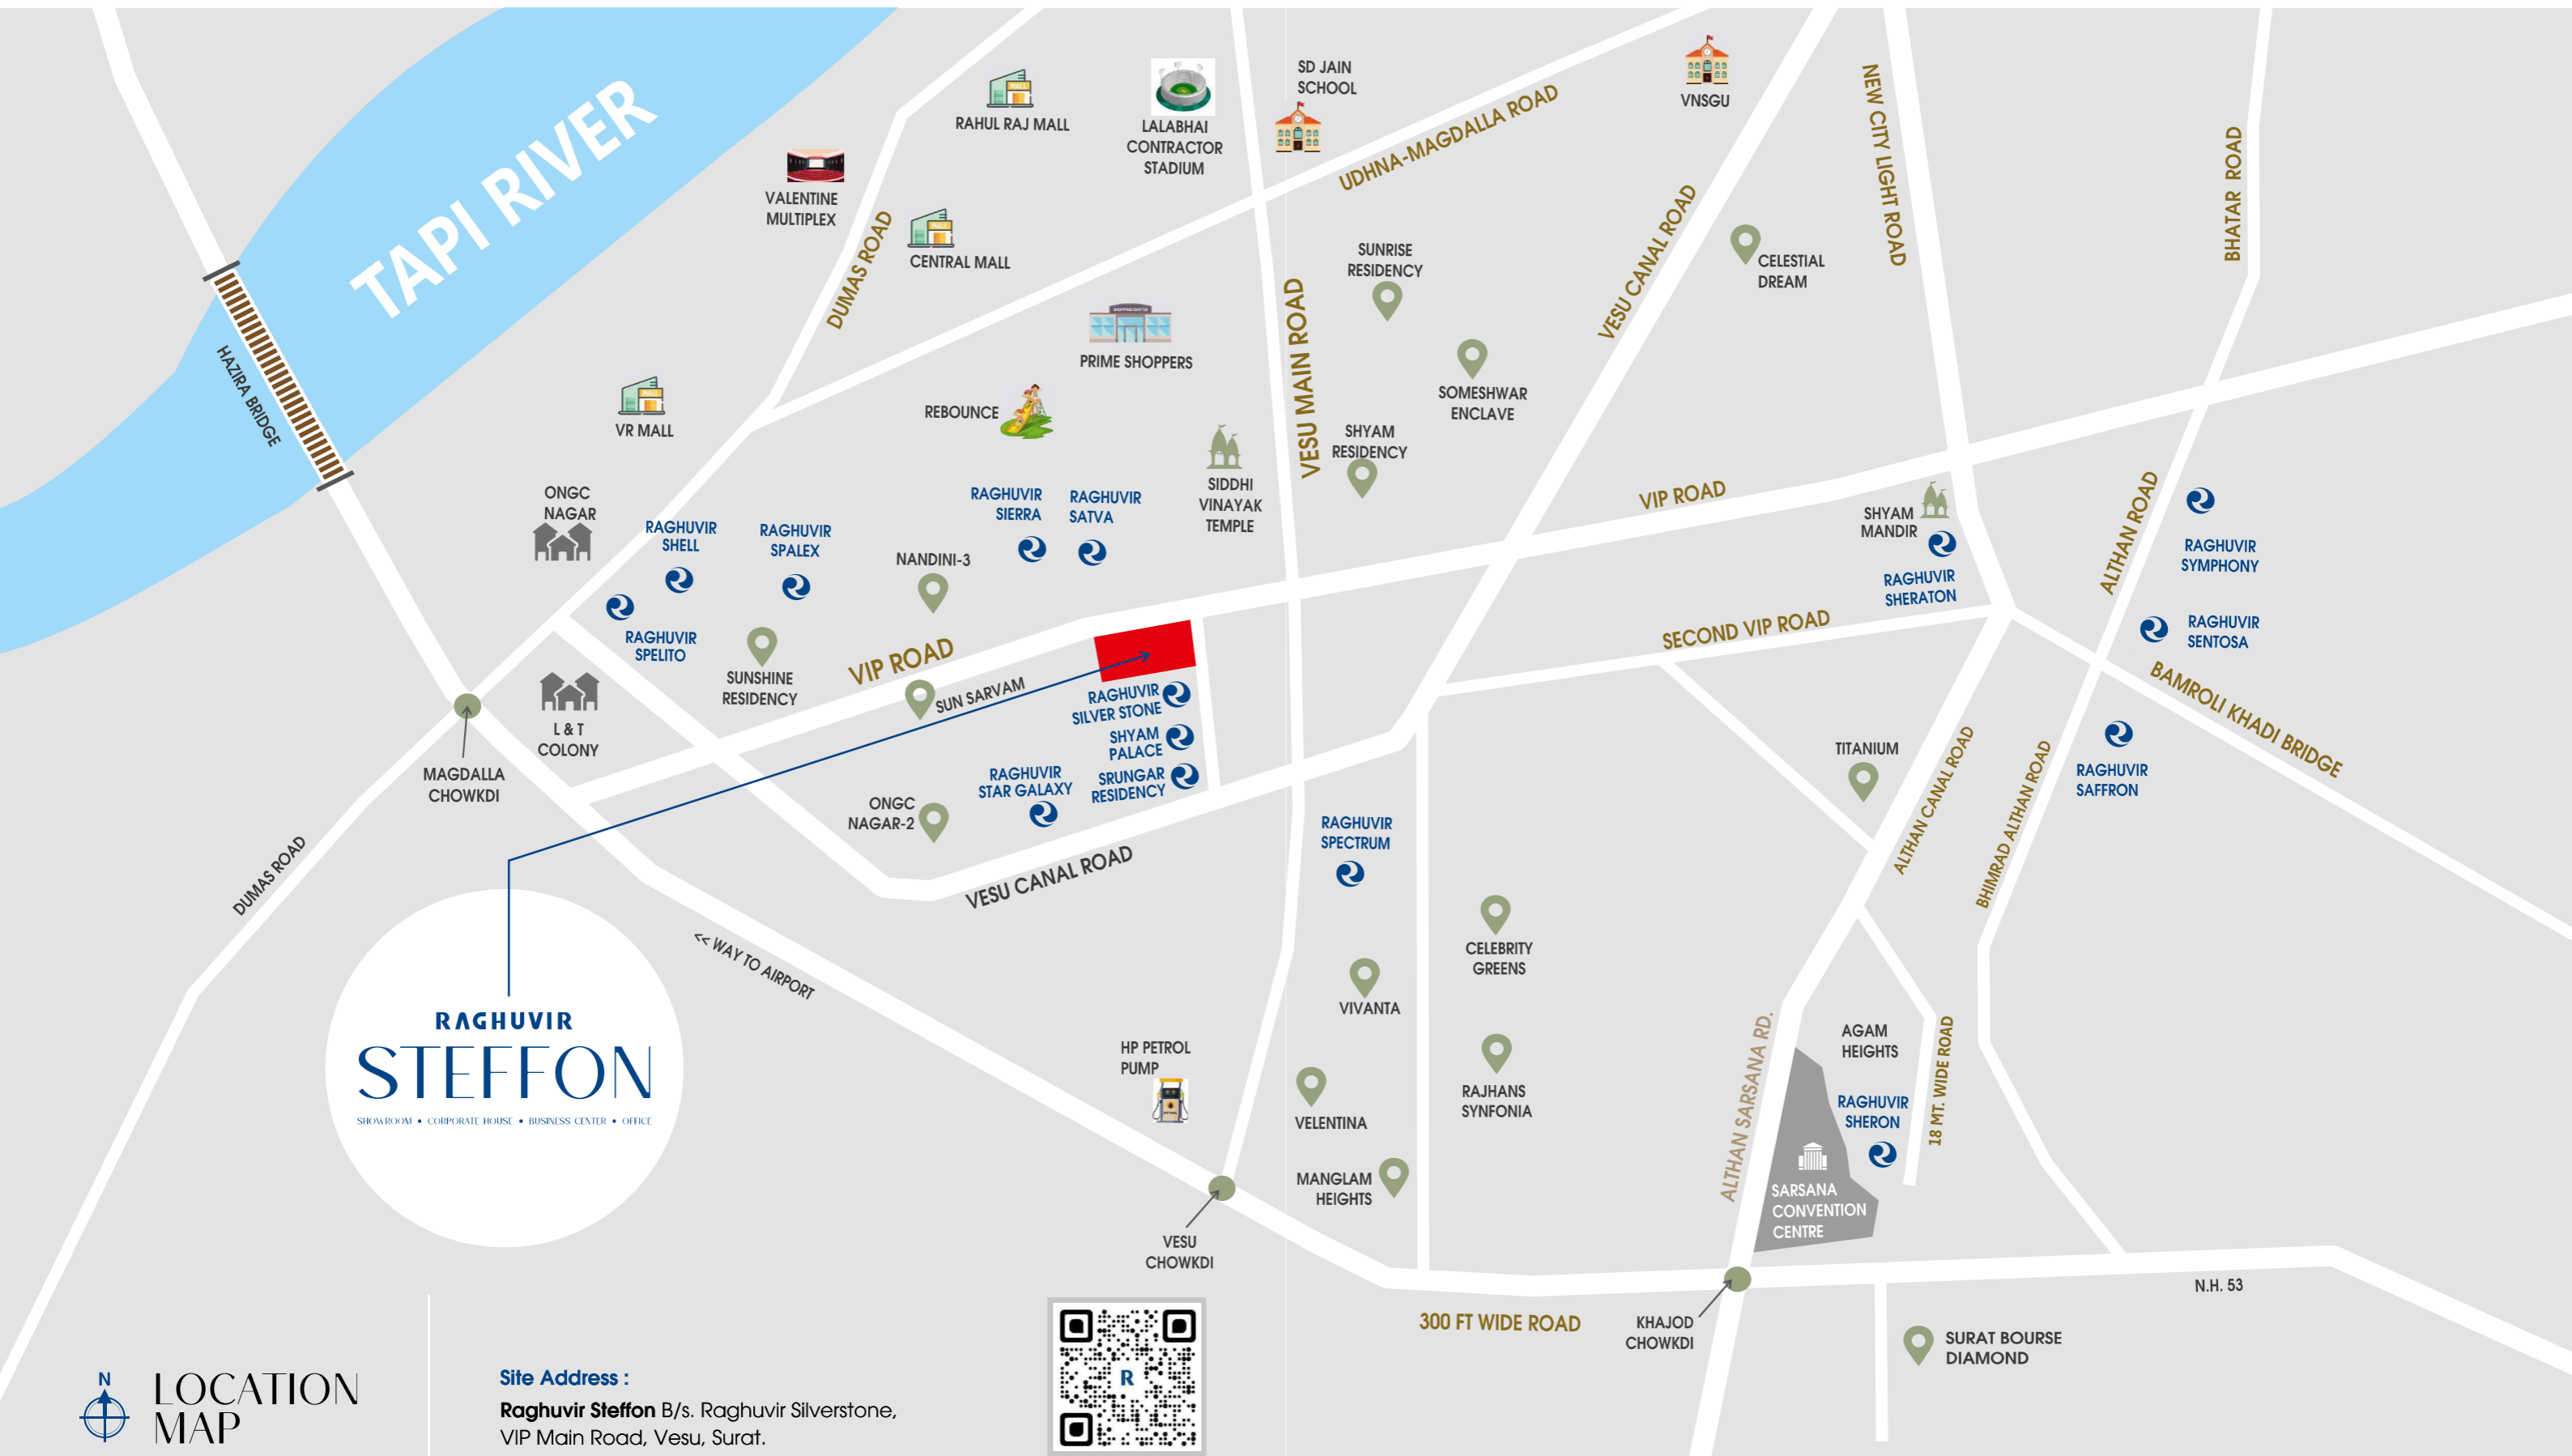 TAPI RIVER
HAZIRA BRIDGE
RAHUL RAJ MALL
LALABHAI
CONTRACTOR
STADIUM
SD JAIN
SCHOOL
UDHNA-MAGDALLA ROAD
VNSGU
NEW CITY LIGHT ROAD
BHATAR ROAD
VALENTINE
MULTIPLEX
DUMAS ROAD
CENTRAL MALL
SUNRISE
RESIDENCY
VESU CANAL ROAD
CELESTIAL
DREAM
VESU MAIN ROAD
PRIME SHOPPERS
VR MALL
REBOUNCE
SOMESHWAR
ENCLAVE
SHYAM
RESIDENCY
SIDDHI
VINAYAK
TEMPLE
VIP ROAD
SHYAM
MANDIR
ALTHAN ROAD
ONGC
NAGAR
RAGHUVIR
SHELL
RAGHUVIR
SPALEX
NANDINI-3
RAGHUVIR
SIERRA
RAGHUVIR
SATVA
RAGHUVIR
SYMPHONY
RAGHUVIR
SHERATON
RAGHUVIR
SPELITO
SUNSHINE
RESIDENCY
VIP ROAD
SUN SARVAM
SECOND VIP ROAD
RAGHUVIR
SENTOSA
BAMROLI KHADI BRIDGE
RAGHUVIR
SILVER STONE
SHYAM
PALACE
SRUNGAR
RESIDENCY
RAGHUVIR
STAR GALAXY
ONGC
NAGAR-2
L & T
COLONY
MAGDALLA
CHOWKDI
TITANIUM
ALTHAN CANAL ROAD
BHIMRAD ALTHAN ROAD
RAGHUVIR
SAFFRON
DUMAS ROAD
VESU CANAL ROAD
RAGHUVIR
SPECTRUM
<< WAY TO AIRPORT
CELEBRITY
GREENS
VIVANTA
RAGHUVIR
STEFFON
SHOWROOM • CORPORATE HOUSE • BUSINESS CENTER • OFFICE
HP PETROL
PUMP
VELENTINA
RAJHANS
SYNFONIA
MANGLAM
HEIGHTS
ALTHAN SARSANA RD.
AGAM
HEIGHTS
18 MT. WIDE ROAD
RAGHUVIR
SHERON
SARSANA
CONVENTION
CENTRE
VESU
CHOWKDI
300 FT WIDE ROAD
KHAJOD
CHOWKDI
N.H. 53
SURAT BOURSE
DIAMOND
N
LOCATION
MAP
Site Address :
Raghuvir Steffon B/s. Raghuvir Silverstone,
VIP Main Road, Vesu, Surat.
R